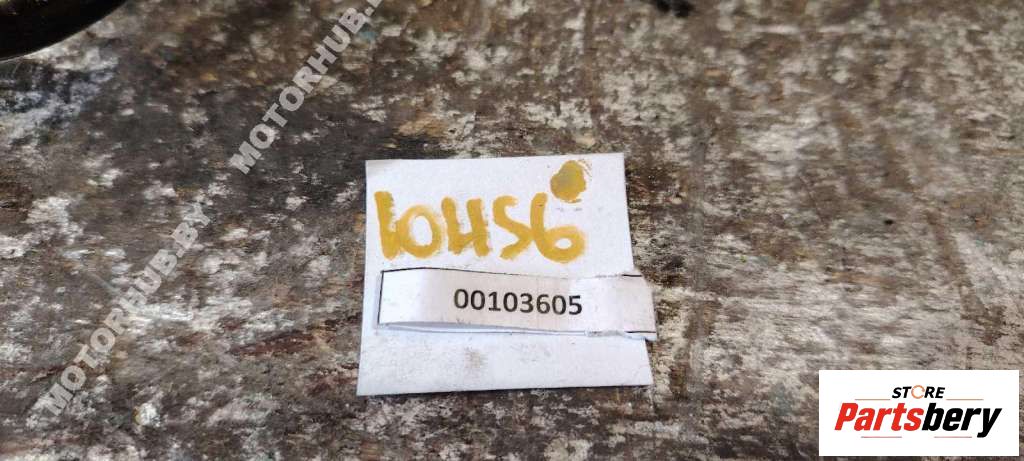 MOTORHUB.BY
MOTORHUB.BY
10456
00103605
STORE
Partsbery